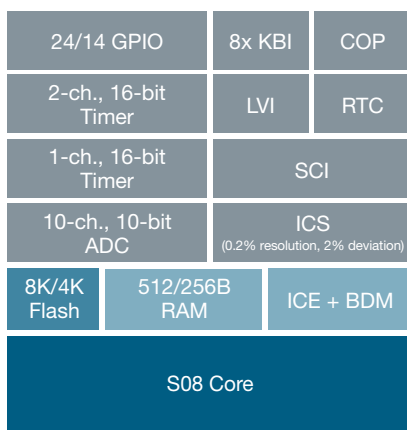 24/14 GPIO
8x KBI
COP
2-ch., 16-bit
Timer
LVI
RTC
1-ch., 16-bit
Timer
SCI
10-ch., 10-bit
ADC
ICS
(0.2% resolution, 2% deviation)
8K/4K
Flash
512/256B
RAM
ICE + BDM
S08 Core